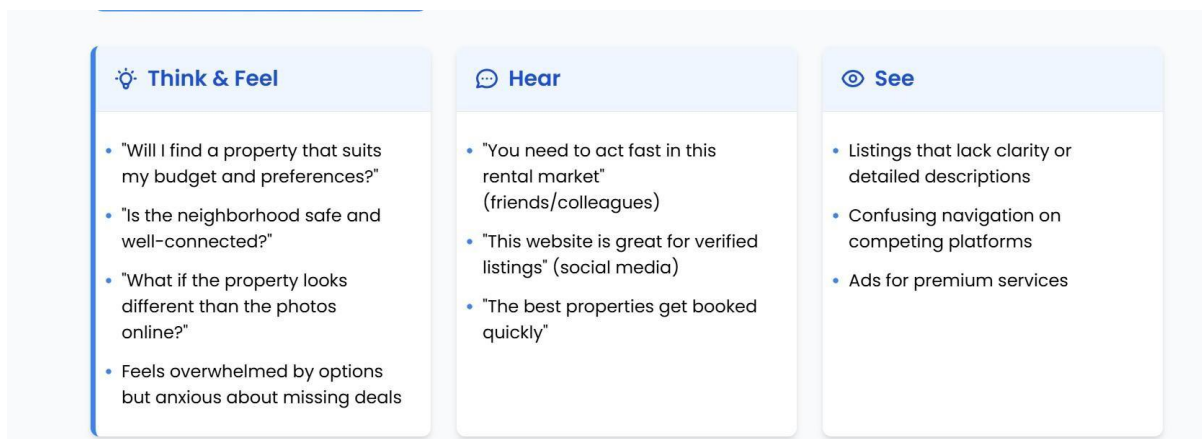 Think & Feel
"Will I find a property that suits
my budget and preferences?"
"Is the neighborhood safe and
well-connected?"
"What if the property looks
different than the photos
online?"
Feels overwhelmed by options
but anxious about missing deals
Hear
"You need to act fast in this
rental market"
(friends/colleagues)
"This website is great for verified
listings" (social media)
"The best properties get booked
quickly"
See
Listings that lack clarity or
detailed descriptions
Confusing navigation on
competing platforms
Ads for premium services